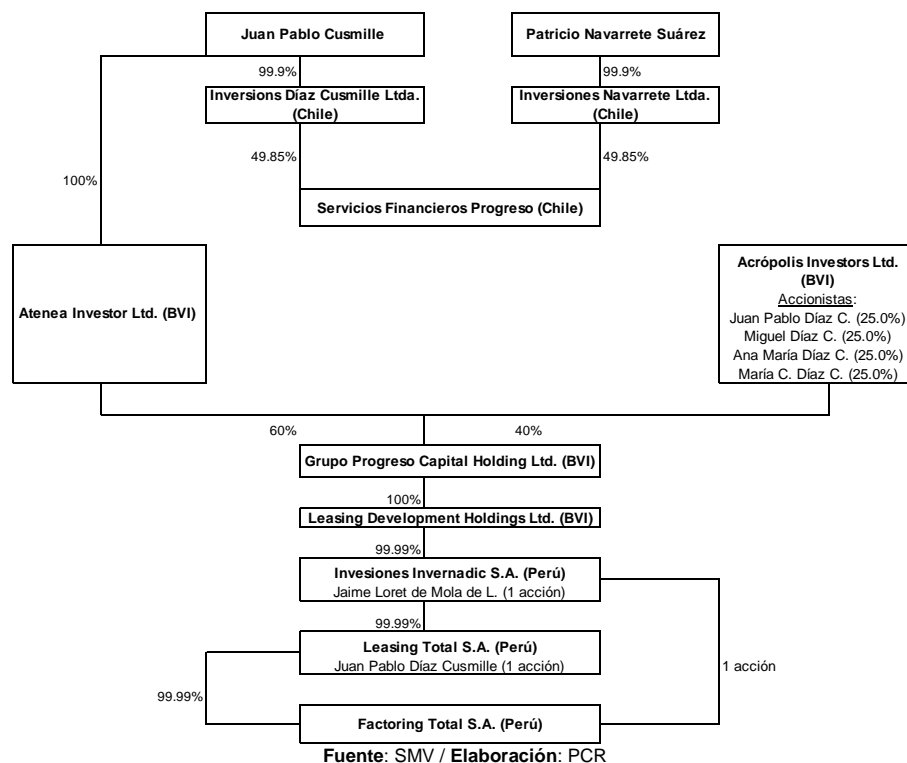 Juan Pablo Cusmille
Patricio Navarrete Suárez
99.9%
99.9%
Inversions Díaz Cusmille Ltda.
(Chile)
Inversiones Navarrete Ltda.
(Chile)
49.85%
49.85%
100%
Servicios Financieros Progreso (Chile)
Atenea Investor Ltd. (BVI)
Acrópolis Investors Ltd.
(BVI)
Accionistas:
Juan Pablo Díaz C. (25.0%)
Miguel Díaz C. (25.0%)
Ana María Díaz C. (25.0%)
María C. Díaz C. (25.0%)
60%
40%
Grupo Progreso Capital Holding Ltd. (BVI)
100%
Leasing Development Holdings Ltd. (BVI)
99.99%
Invesiones Invernadic S.A. (Perú)
Jaime Loret de Mola de L. (1 acción)
99.99%
Leasing Total S.A. (Perú)
Juan Pablo Díaz Cusmille (1 acción)
1 acción
99.99%
Factoring Total S.A. (Perú)
Fuente: SMV / Elaboración: PCR